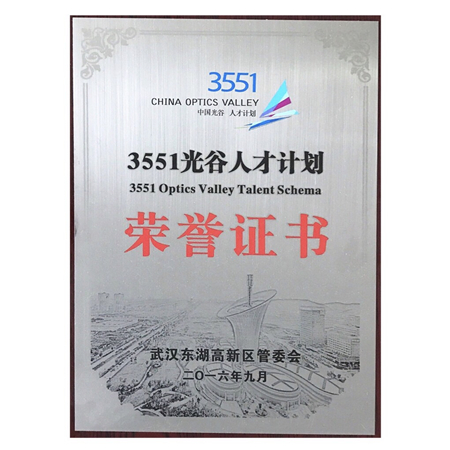 3551
CHINA OPTICS VALLEY
中国光谷 人才计划
3551光谷人才计划
3551 Optics Valley Talent Schema
荣誉证书
武汉东湖高新区管委会
二〇一六年九月